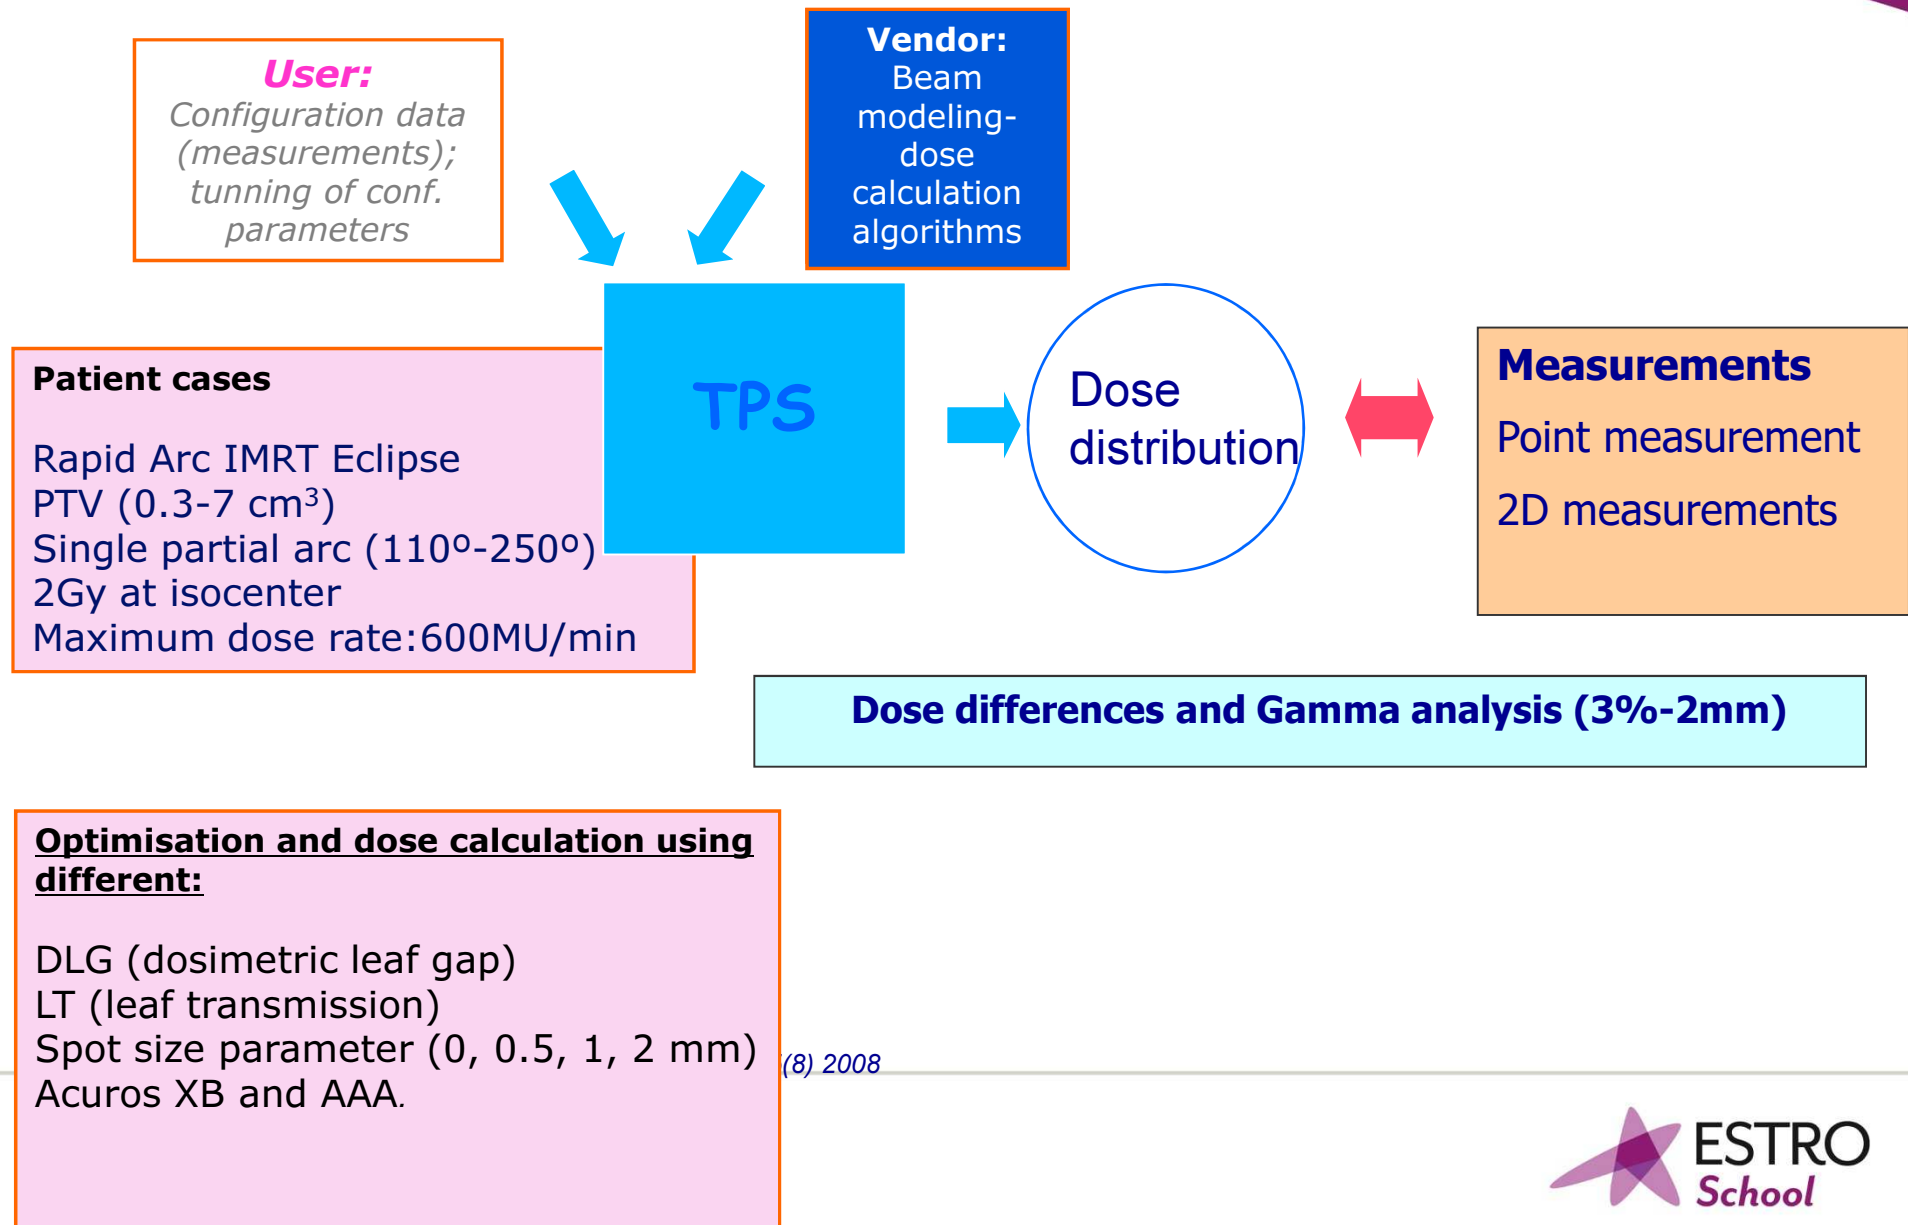 User:
Configuration data
(measurements);
tunning of conf.
parameters
Vendor:
Beam
modeling-
dose
calculation
algorithms
TPS
Dose
distribution
Measurements
Point measurement
2D measurements
Patient cases
Rapid Arc IMRT Eclipse
PTV (0.3-7 cm³)
Single partial arc (110º-250º)
2Gy at isocenter
Maximum dose rate:600MU/min
Dose differences and Gamma analysis (3%-2mm)
Optimisation and dose calculation using
different:
DLG (dosimetric leaf gap)
LT (leaf transmission)
Spot size parameter (0, 0.5, 1, 2 mm)
Acuros XB and AAA.
(8) 2008
ESTRO
School